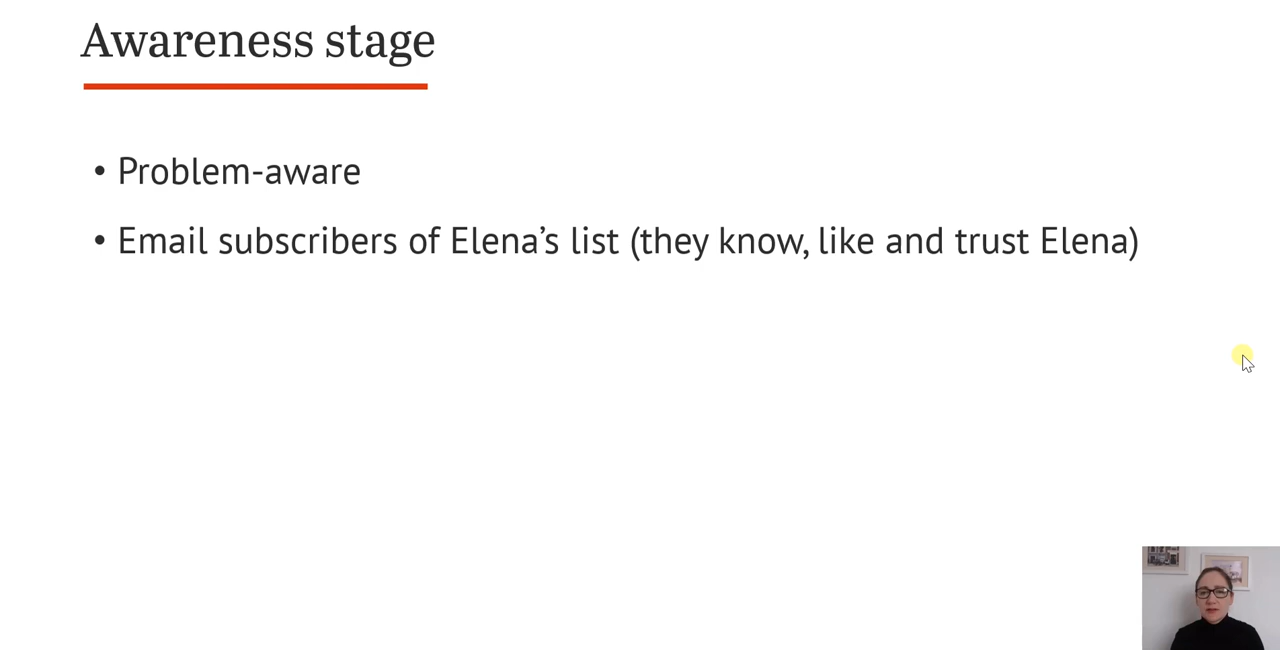 Awareness stage
• Problem-aware
• Email subscribers of Elena’s list (they know, like and trust Elena)